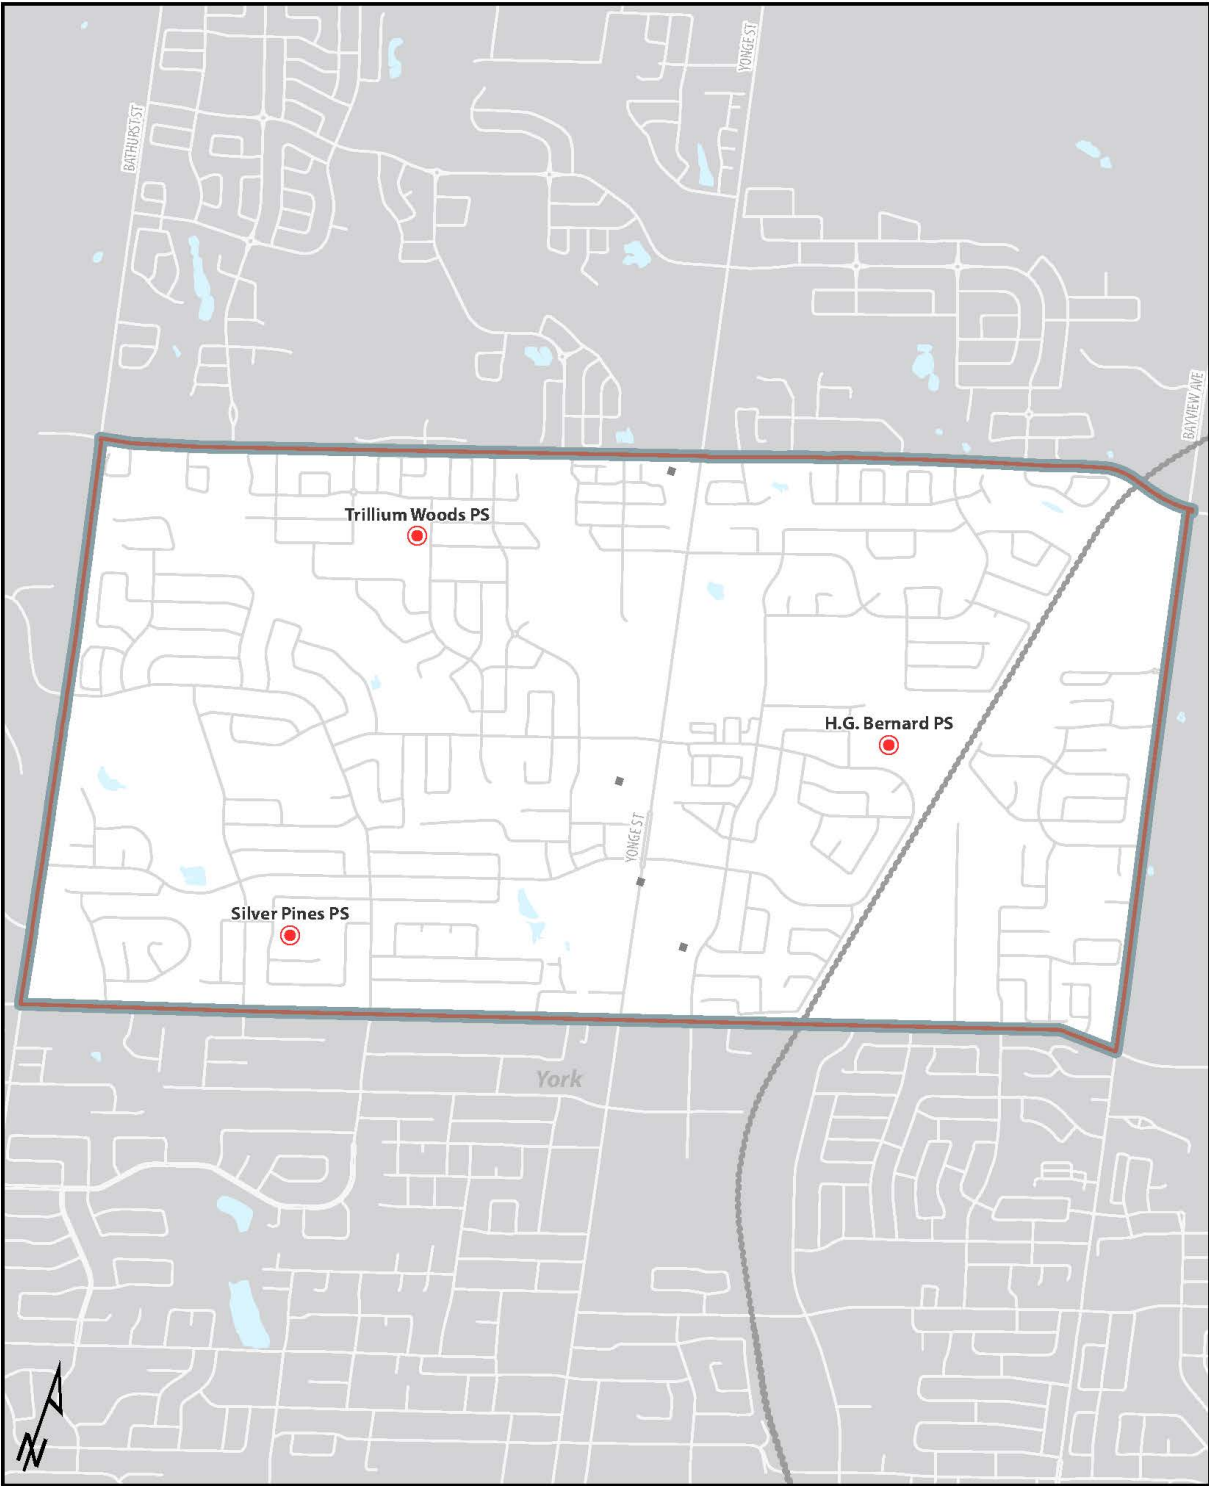 YONGE ST
BATHURST ST
BAYVIEW AVE
Trillium Woods PS
H.G. Bernard PS
YONGE ST
Silver Pines PS
York
N